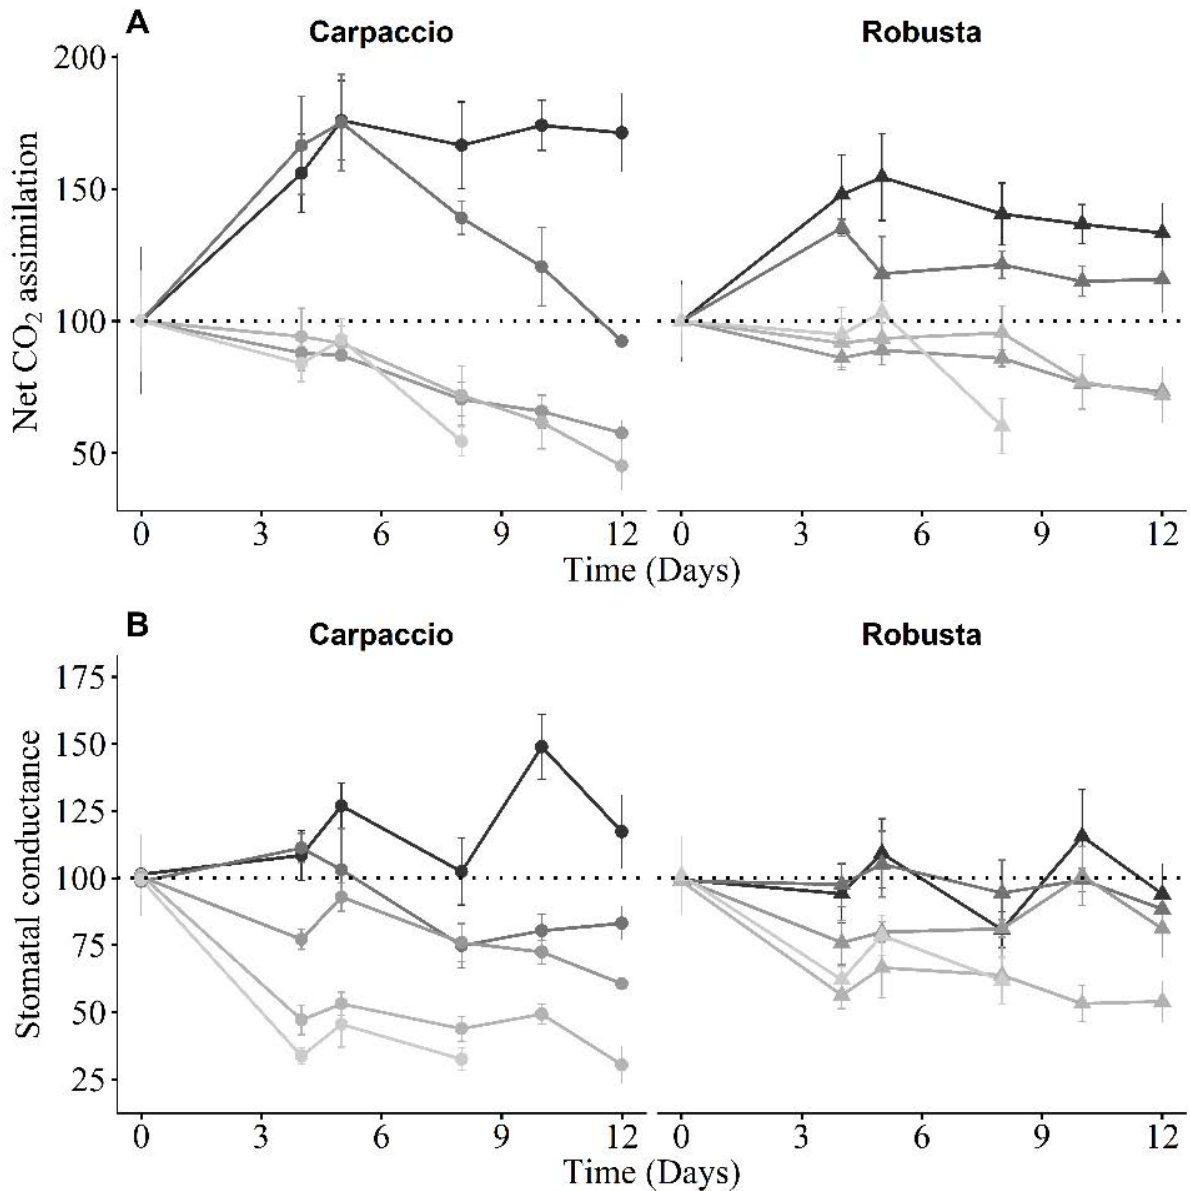 A
Carpaccio Robusta
Net CO₂ assimilation
200
150
100
50
0 3 6 9 12 0 3 6 9 12
Time (Days)
B
Carpaccio Robusta
Stomatal conductance
175
150
125
100
75
50
25
0 3 6 9 12 0 3 6 9 12
Time (Days)